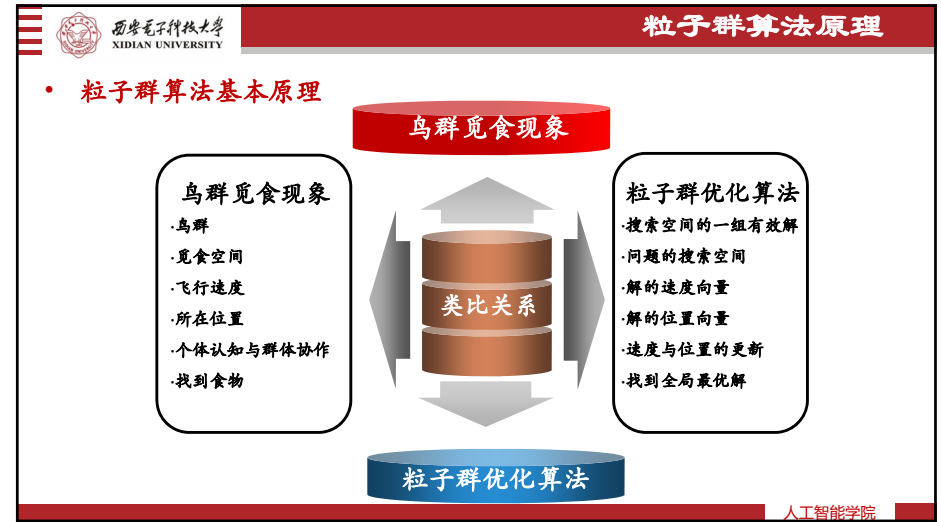 西安电子科技大学
XIDIAN UNIVERSITY
粒子群算法原理
• 粒子群算法基本原理
鸟群觅食现象
鸟群觅食现象
·鸟群
·觅食空间
·飞行速度
·所在位置
·个体认知与群体协作
·找到食物
类比关系
粒子群优化算法
·搜索空间的一组有效解
·问题的搜索空间
·解的速度向量
·解的位置向量
·速度与位置的更新
·找到全局最优解
粒子群优化算法
人工智能学院